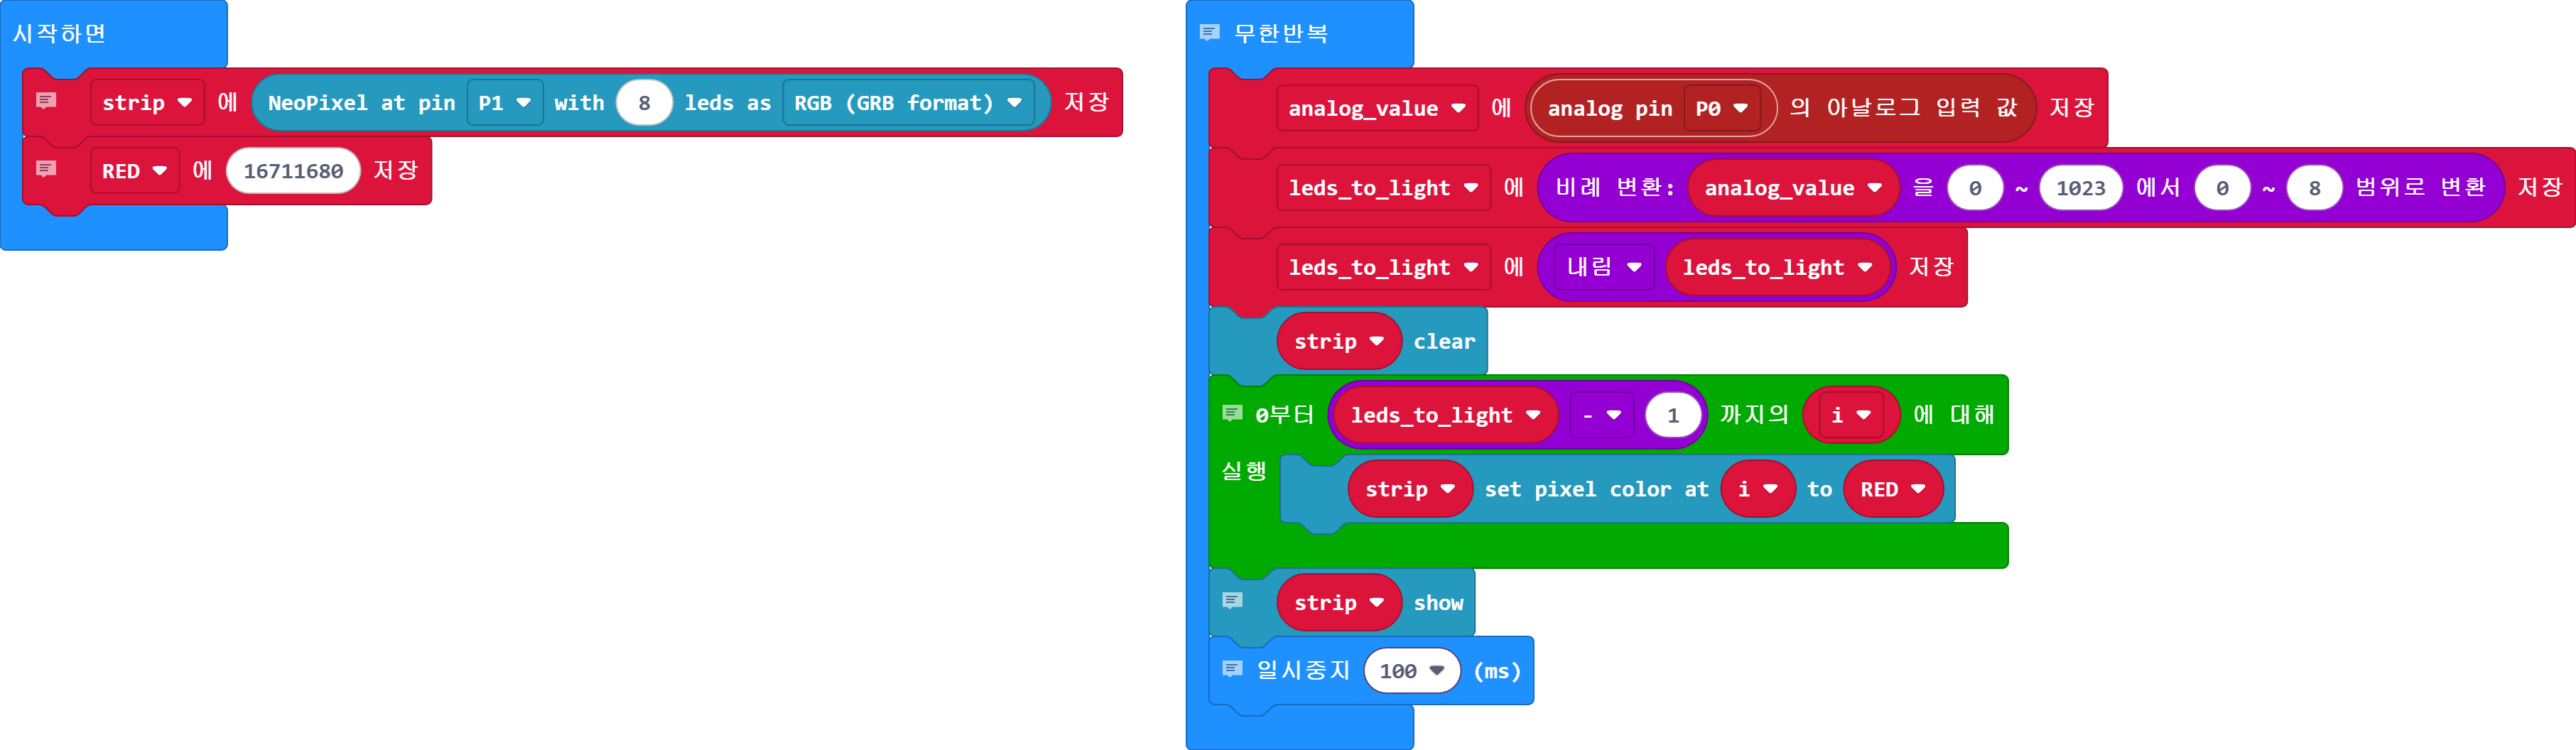 시작하면
strip 에 NeoPixel at pin P1 with 8 leds as RGB (GRB format) 저장
RED 에 16711680 저장
무한반복
analog_value 에 analog pin P0 의 아날로그 입력 값 저장
leds_to_light 에 비례 변환: analog_value 을 0 ~ 1023 에서 0 ~ 8 범위로 변환 저장
leds_to_light 에 내림 leds_to_light 저장
strip clear
0부터 leds_to_light - 1 까지의 i 에 대해
실행
strip set pixel color at i to RED
strip show
일시중지 100 (ms)